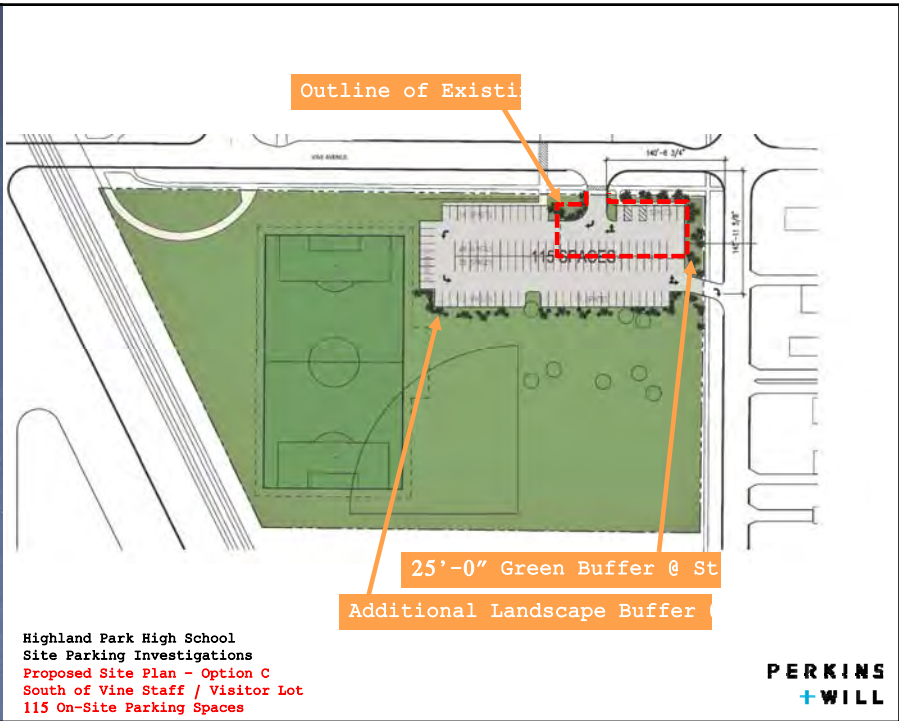 Outline of Existi
VINE AVENUE
140'-6 3/4"
115 SPACES
25'-0" Green Buffer @ St
Additional Landscape Buffer (
Highland Park High School
Site Parking Investigations
Proposed Site Plan - Option C
South of Vine Staff / Visitor Lot
115 On-Site Parking Spaces
PERKINS
+WILL